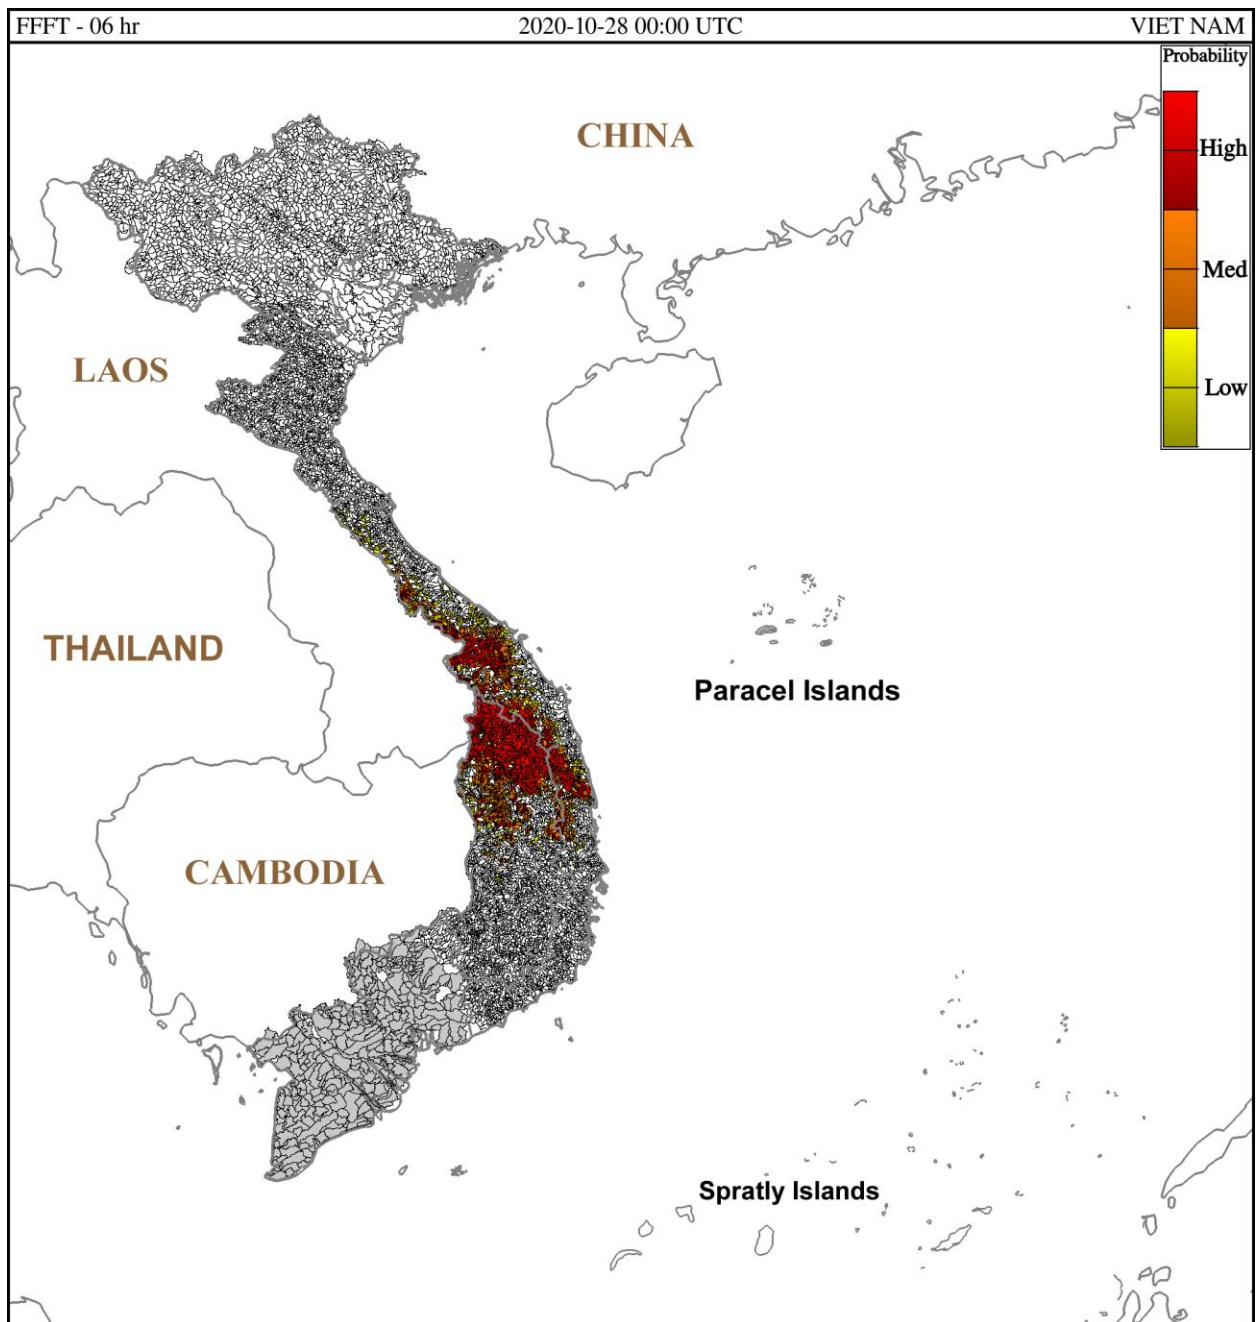 FFFT - 06 hr
2020-10-28 00:00 UTC
VIET NAM
Probability
CHINA
High
Med
LAOS
Low
THAILAND
Paracel Islands
CAMBODIA
Spratly Islands